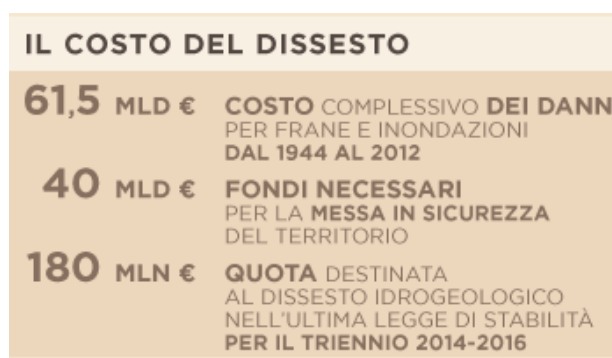 IL COSTO DEL DISSESTO
61,5 MLD € COSTO COMPLESSIVO DEI DANN
PER FRANE E INONDAZIONI
DAL 1944 AL 2012
40 MLD € FONDI NECESSARI
PER LA MESSA IN SICUREZZA
DEL TERRITORIO
180 MLN € QUOTA DESTINATA
AL DISSESTO IDROGEOLOGICO
NELL'ULTIMA LEGGE DI STABILITÀ
PER IL TRIENNIO 2014-2016